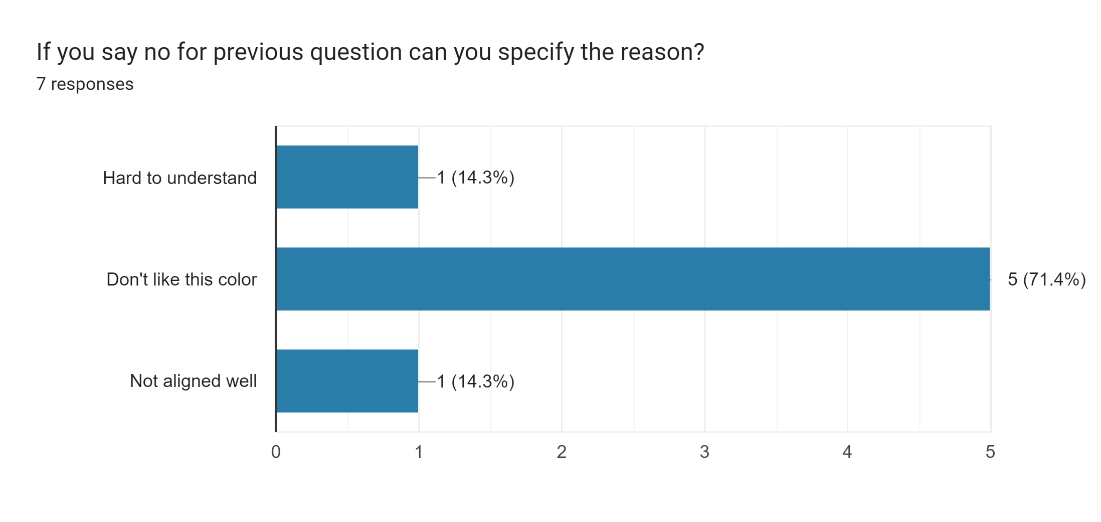 If you say no for previous question can you specify the reason?
7 responses
Hard to understand
1 (14.3%)
Don't like this color
5 (71.4%)
Not aligned well
1 (14.3%)
0 1 2 3 4 5